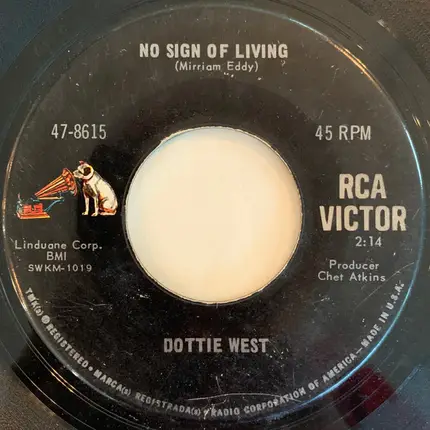 NO SIGN OF LIVING
(Mirriam Eddy)
47-8615
45 RPM
RCA
VICTOR
2:14
Linduane Corp.
BMI
SWKM-1019
Producer
Chet Atkins
DOTTIE WEST
TMK(s) ® REGISTERED • MARCA(s) REGISTRADA(s) RADIO CORPORATION OF AMERICA—MADE IN U.S.A.